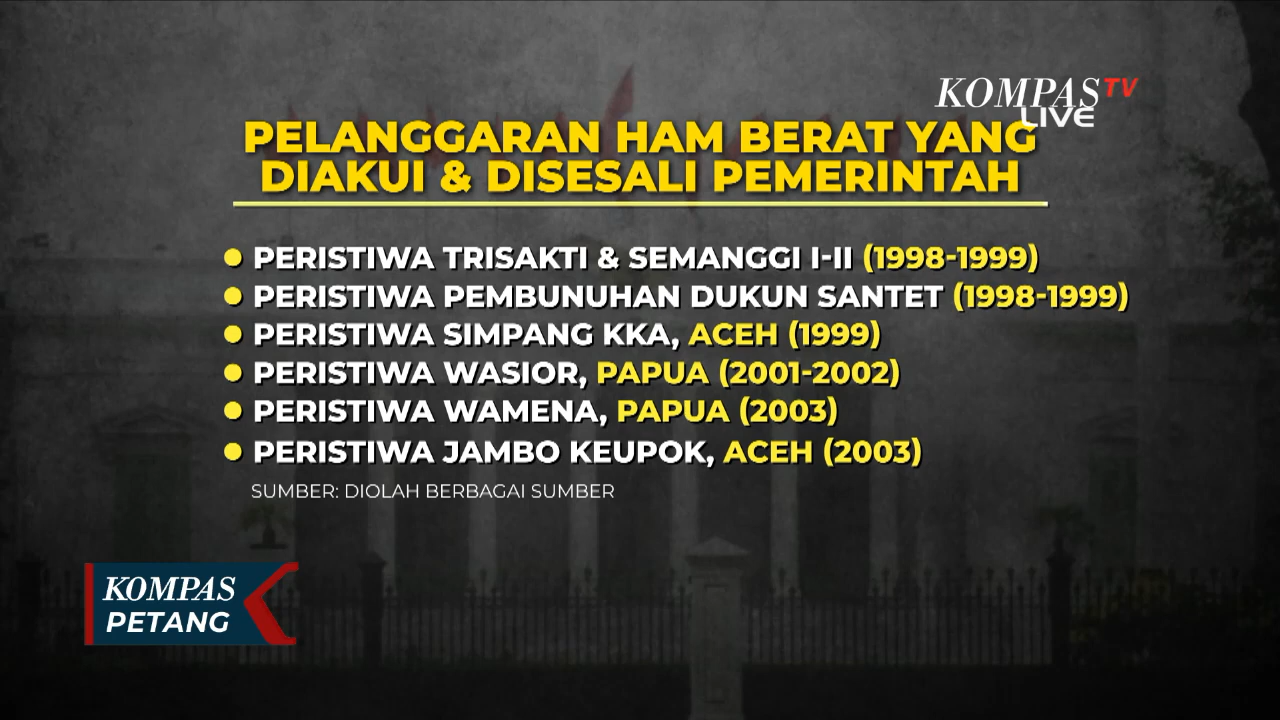 KOMPAS TV
LIVE
PELANGGARAN HAM BERAT YANG
DIAKUI & DISESALI PEMERINTAH
PERISTIWA TRISAKTI & SEMANGGI I-II (1998-1999)
PERISTIWA PEMBUNUHAN DUKUN SANTET (1998-1999)
PERISTIWA SIMPANG KKA, ACEH (1999)
PERISTIWA WASIOR, PAPUA (2001-2002)
PERISTIWA WAMENA, PAPUA (2003)
PERISTIWA JAMBO KEUPOK, ACEH (2003)
SUMBER: DIOLAH BERBAGAI SUMBER
KOMPAS
PETANG